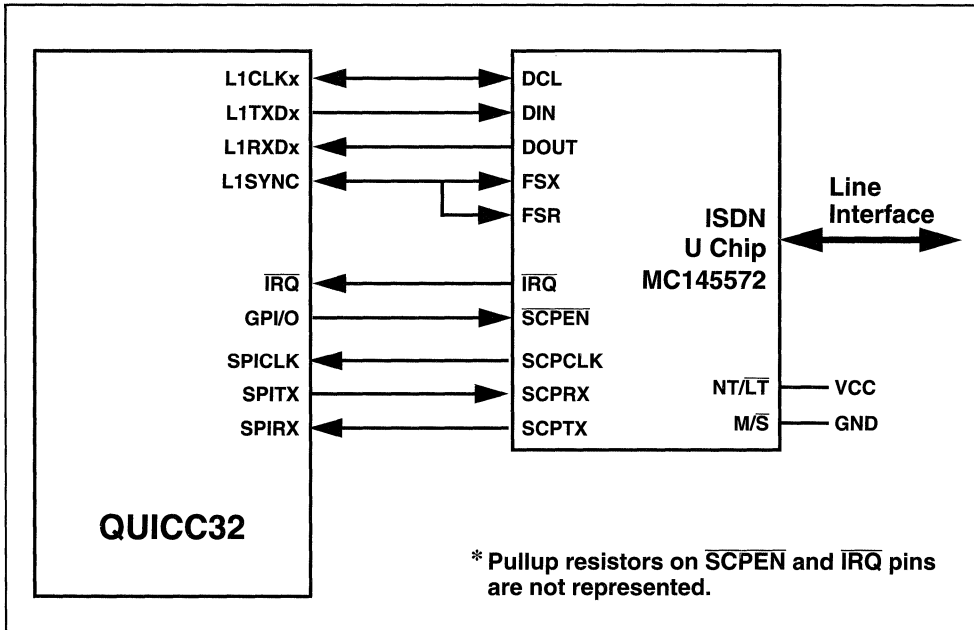 L1CLKx DCL
L1TXDx DIN
L1RXDx DOUT
L1SYNC FSX
FSR
Line
Interface
ISDN
U Chip
MC145572
IRQ IRQ
GPI/O SCPEN
SPICLK SCPCLK
SPITX SCPRX
SPIRX SCPTX
NT/LT VCC
M/S GND
QUICC32
* Pullup resistors on SCPEN and IRQ pins
are not represented.